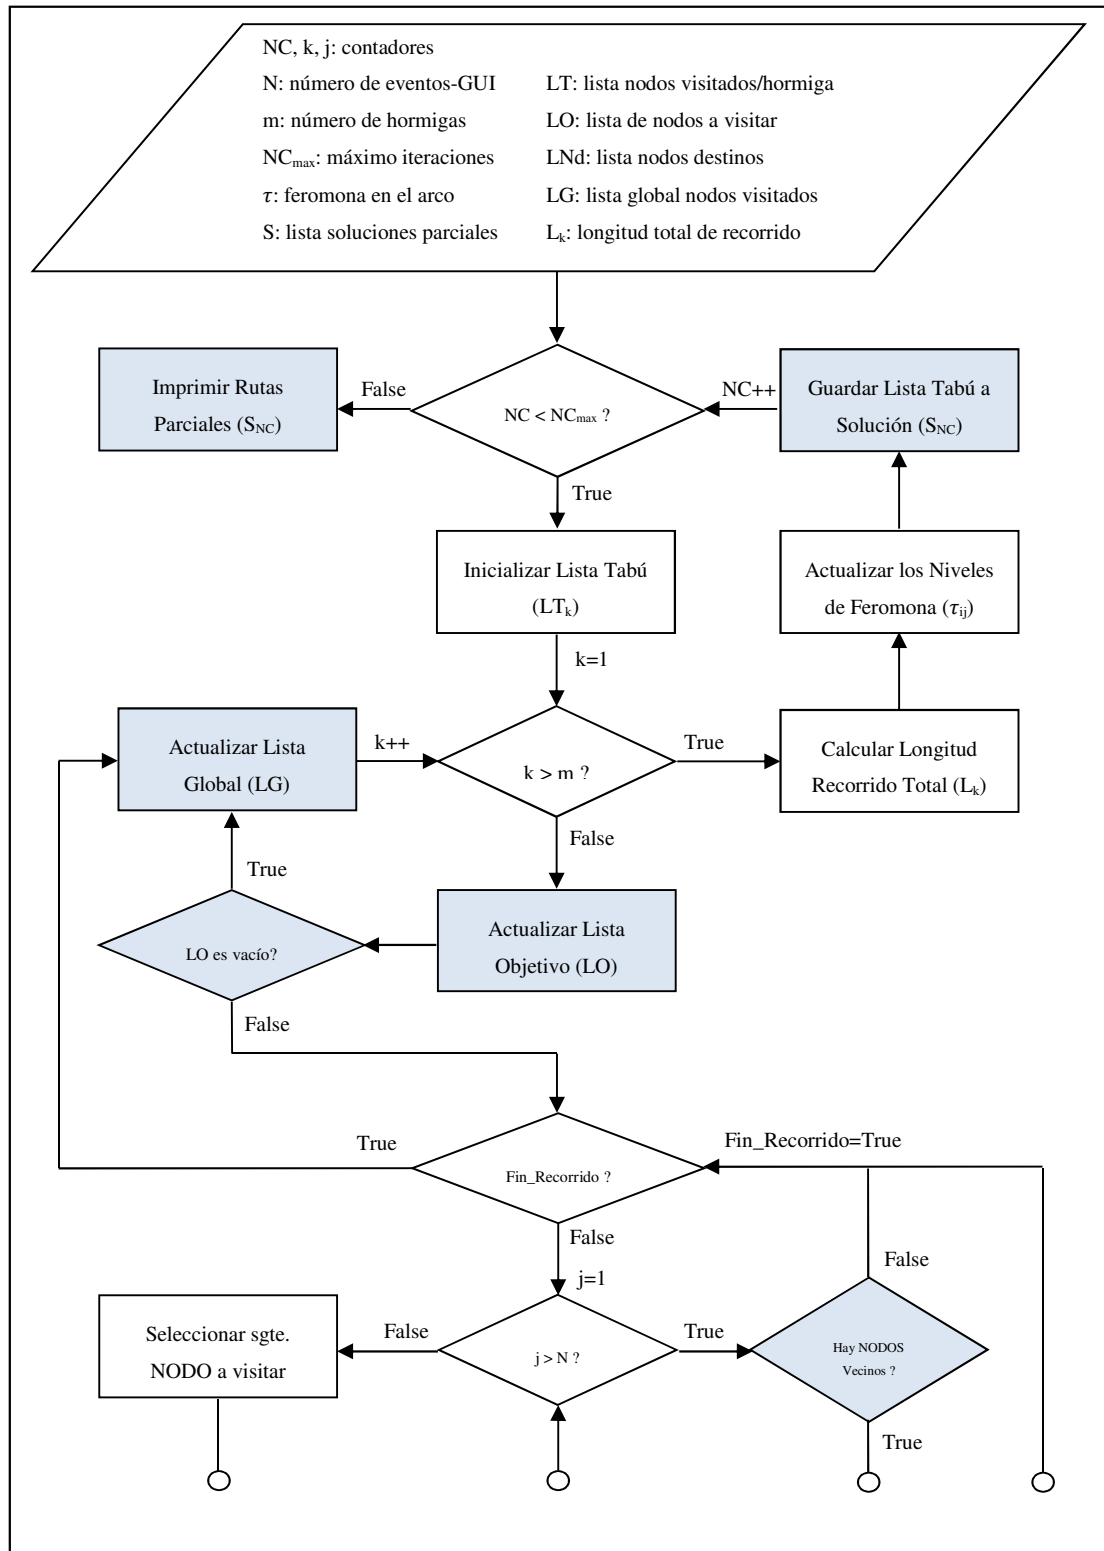 NC, k, j: contadores
N: número de eventos-GUI
LT: lista nodos visitados/hormiga
m: número de hormigas
LO: lista de nodos a visitar
NCmax: máximo iteraciones
LNd: lista nodos destinos
τ: feromona en el arco
LG: lista global nodos visitados
S: lista soluciones parciales
Lk: longitud total de recorrido
Imprimir Rutas
Parciales (SNC)
False
NC < NCmax ?
NC++
Guardar Lista Tabú a
Solución (SNC)
True
Inicializar Lista Tabú
(LTk)
Actualizar los Niveles
de Feromona (τij)
k=1
Actualizar Lista
Global (LG)
k++
k > m ?
True
Calcular Longitud
Recorrido Total (Lk)
False
True
LO es vacío?
Actualizar Lista
Objetivo (LO)
False
True
Fin_Recorrido ?
Fin_Recorrido=True
False
False
j=1
Seleccionar sgte.
NODO a visitar
False
j > N ?
True
Hay NODOS
Vecinos ?
True